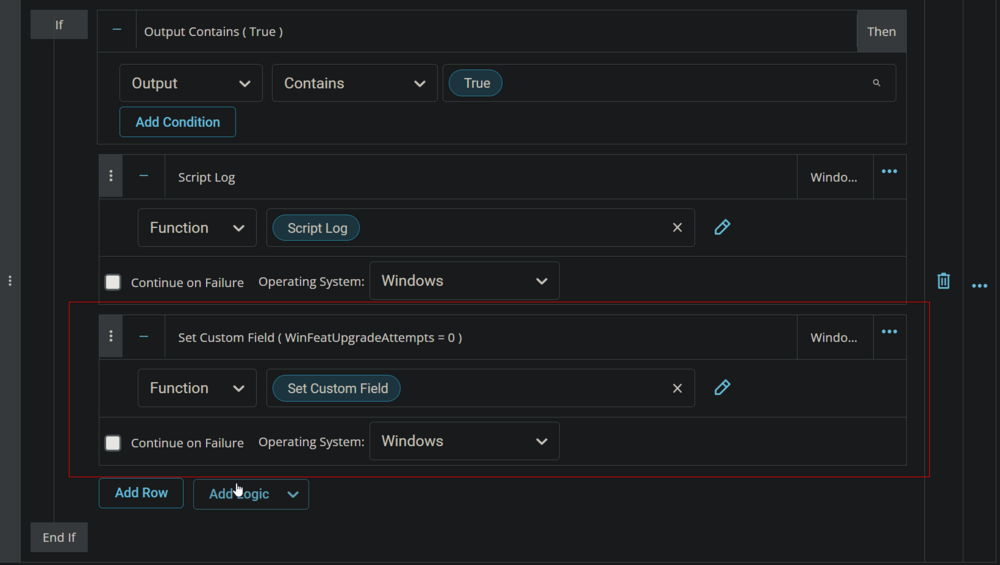 If
Output Contains ( True )
Then
Output
Contains
True
Add Condition
Script Log
Windo...
Function
Script Log
Continue on Failure
Operating System:
Windows
Set Custom Field ( WinFeatUpgradeAttempts = 0 )
Windo...
Function
Set Custom Field
Continue on Failure
Operating System:
Windows
Add Row
Add Logic
End If